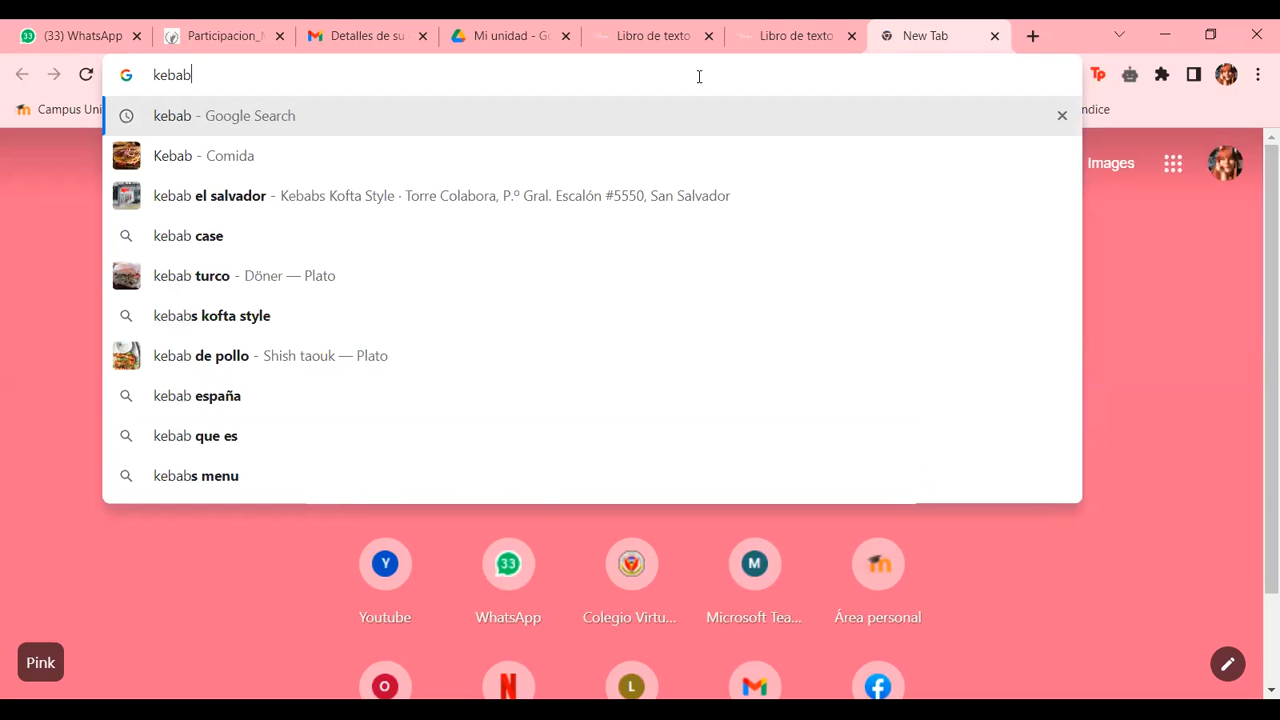 (33) WhatsApp
Participacion_
Detalles de su
Mi unidad - Go
Libro de texto
Libro de texto
New Tab
kebab
Campus Uni
ndice
kebab - Google Search
Kebab - Comida
kebab el salvador - Kebabs Kofta Style · Torre Colabora, P.º Gral. Escalón #5550, San Salvador
kebab case
kebab turco - Döner — Plato
kebabs kofta style
kebab de pollo - Shish taouk — Plato
kebab españa
kebab que es
kebabs menu
Images
Y
33
M
Youtube
WhatsApp
Colegio Virtu...
Microsoft Tea...
Área personal
O
N
L
Pink